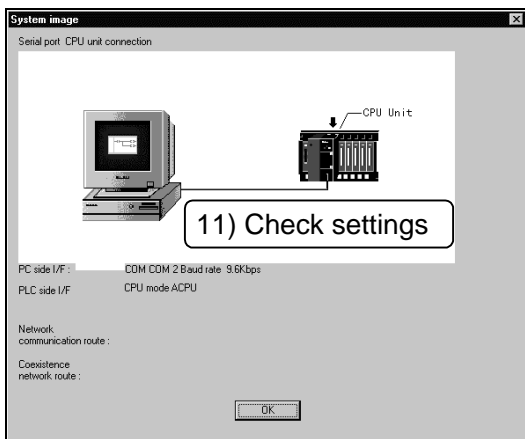 System image
Serial port CPU unit connection
CPU Unit
11) Check settings
PC side I/F : COM COM 2 Baud rate 9.6Kbps
PLC side I/F CPU mode ACPU
Network
communication route :
Coexistence
network route :
OK